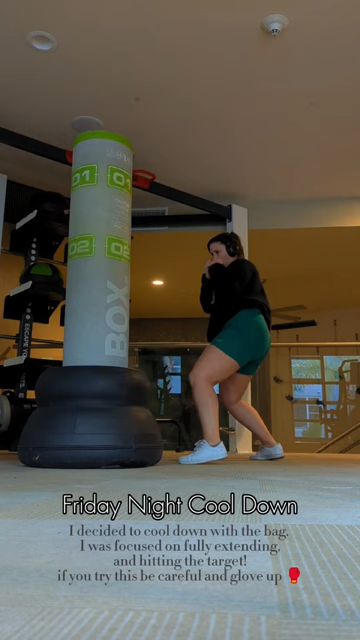 01 01
02 02
BOX
Friday Night Cool Down
I decided to cool down with the bag.
I was focused on fully extending,
and hitting the target!
if you try this be careful and glove up 🥊